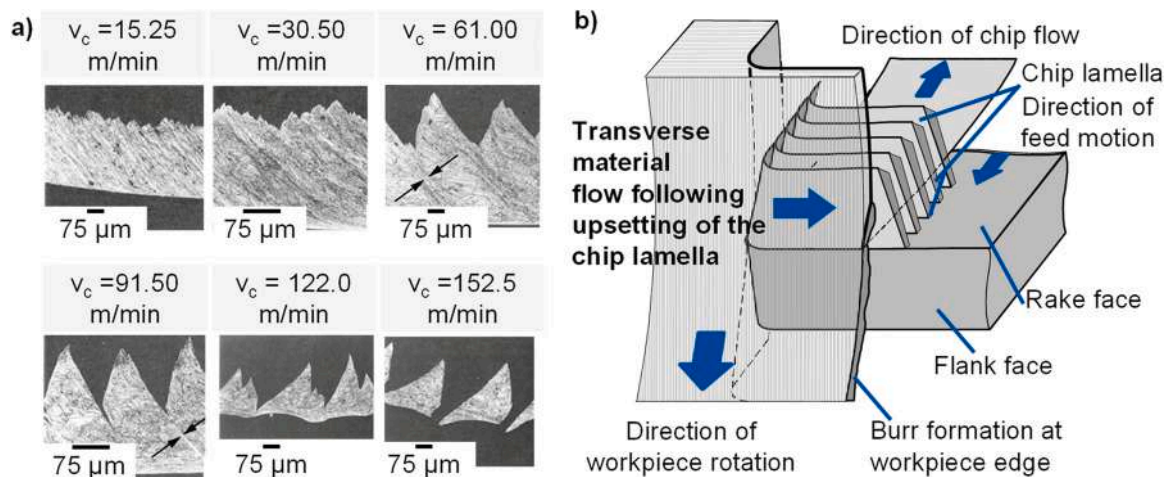 a)
v_c =15.25
m/min
v_c =30.50
m/min
v_c = 61.00
m/min
75 µm
75 µm
75 µm
v_c =91.50
m/min
v_c = 122.0
m/min
v_c = 152.5
m/min
75 µm
75 µm
75 µm
b)
Direction of chip flow
Chip lamella
Direction of
feed motion
Transverse
material
flow following
upsetting of the
chip lamella
Rake face
Flank face
Direction of
workpiece rotation
Burr formation at
workpiece edge